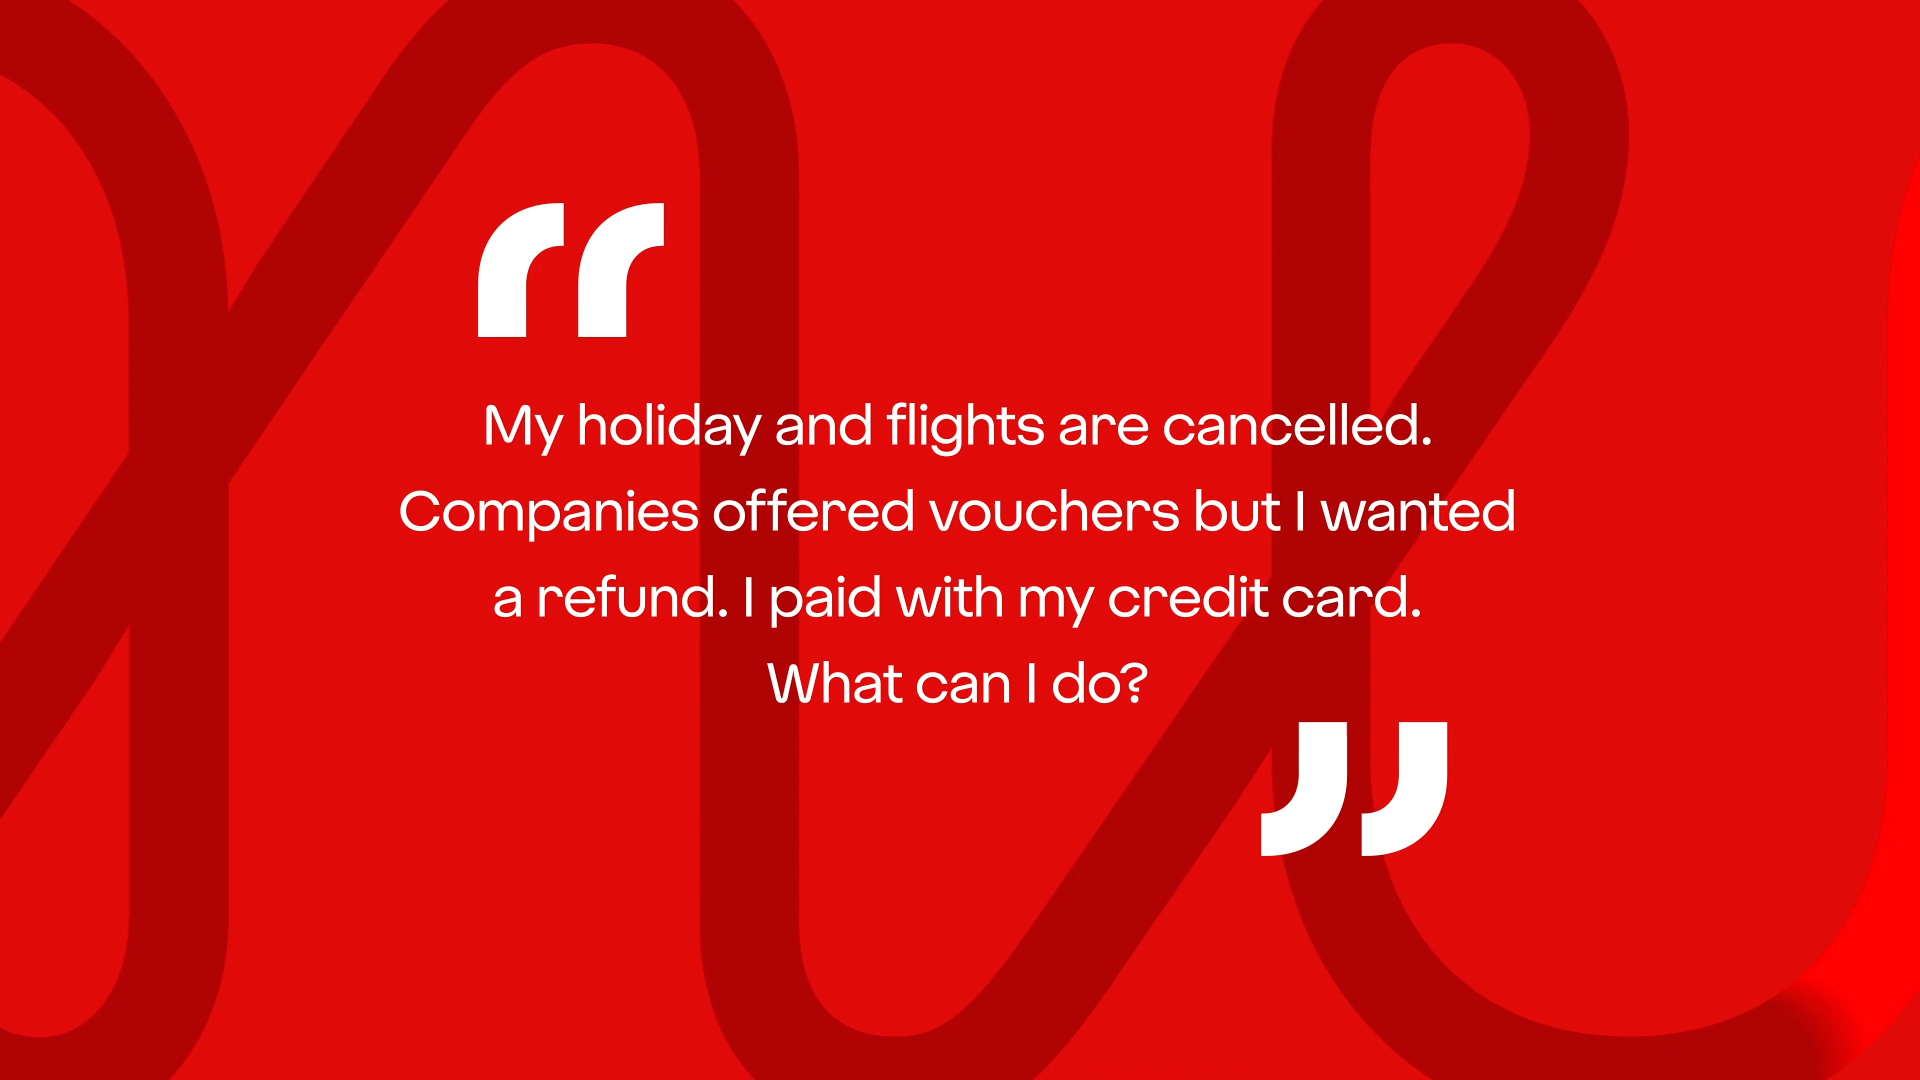 “
My holiday and flights are cancelled.
Companies offered vouchers but I wanted
a refund. I paid with my credit card.
What can I do?
”